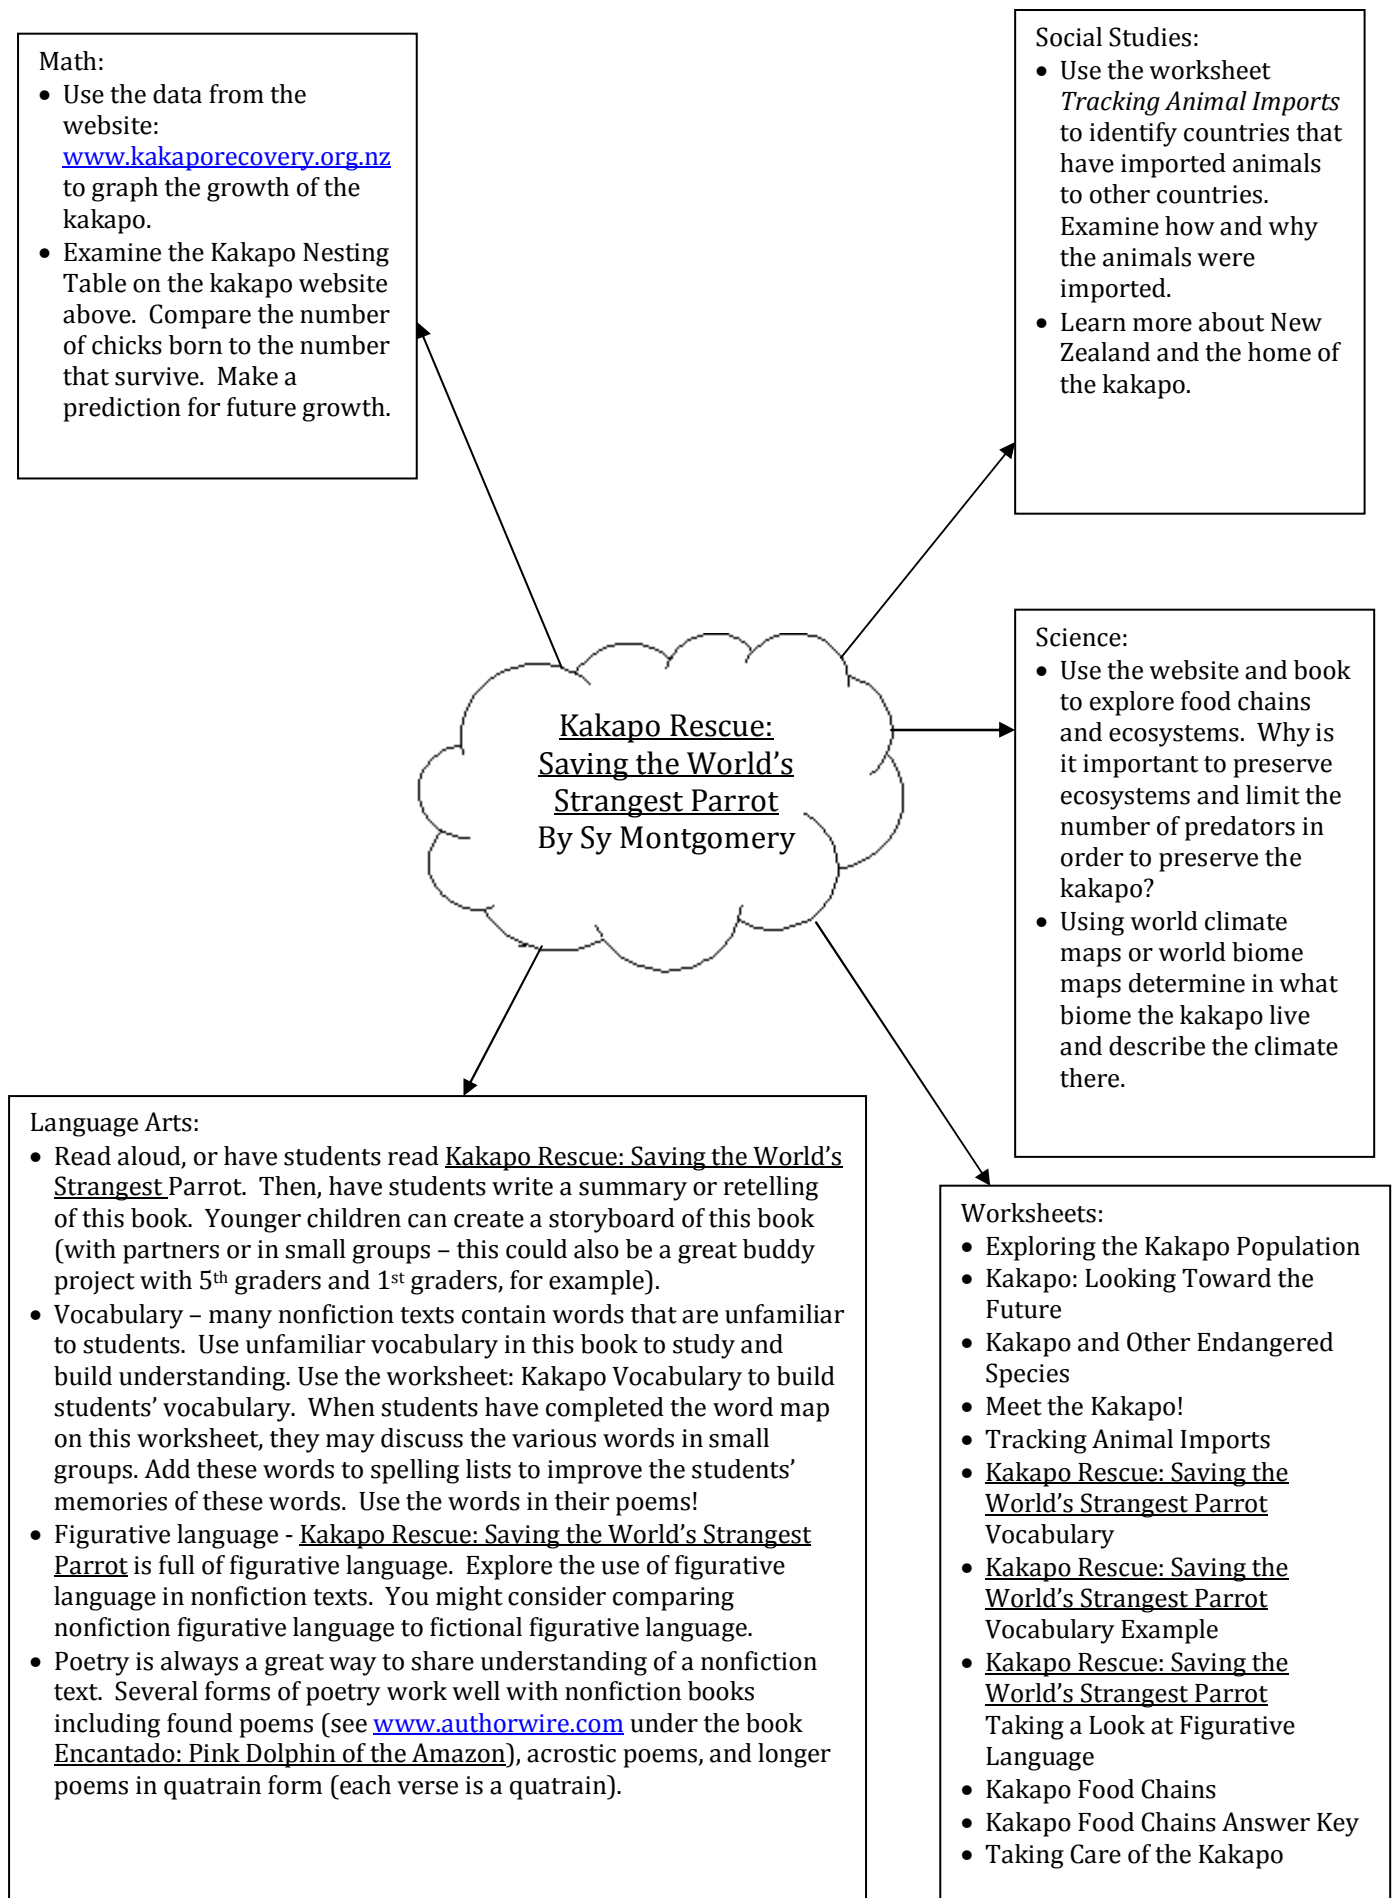 Math:
• Use the data from the
website:
www.kakaporecovery.org.nz
to graph the growth of the
kakapo.
• Examine the Kakapo Nesting
Table on the kakapo website
above.  Compare the number
of chicks born to the number
that survive.  Make a
prediction for future growth.
Social Studies:
• Use the worksheet
Tracking Animal Imports
to identify countries that
have imported animals
to other countries.
Examine how and why
the animals were
imported.
• Learn more about New
Zealand and the home of
the kakapo.
Kakapo Rescue:
Saving the World's
Strangest Parrot
By Sy Montgomery
Science:
• Use the website and book
to explore food chains
and ecosystems.  Why is
it important to preserve
ecosystems and limit the
number of predators in
order to preserve the
kakapo?
• Using world climate
maps or world biome
maps determine in what
biome the kakapo live
and describe the climate
there.
Language Arts:
• Read aloud, or have students read Kakapo Rescue: Saving the World's
Strangest Parrot.  Then, have students write a summary or retelling
of this book.  Younger children can create a storyboard of this book
(with partners or in small groups – this could also be a great buddy
project with 5th graders and 1st graders, for example).
• Vocabulary – many nonfiction texts contain words that are unfamiliar
to students.  Use unfamiliar vocabulary in this book to study and
build understanding. Use the worksheet: Kakapo Vocabulary to build
students' vocabulary.  When students have completed the word map
on this worksheet, they may discuss the various words in small
groups. Add these words to spelling lists to improve the students'
memories of these words.  Use the words in their poems!
• Figurative language - Kakapo Rescue: Saving the World's Strangest
Parrot is full of figurative language.  Explore the use of figurative
language in nonfiction texts.  You might consider comparing
nonfiction figurative language to fictional figurative language.
• Poetry is always a great way to share understanding of a nonfiction
text.  Several forms of poetry work well with nonfiction books
including found poems (see www.authorwire.com under the book
Encantado: Pink Dolphin of the Amazon), acrostic poems, and longer
poems in quatrain form (each verse is a quatrain).
Worksheets:
• Exploring the Kakapo Population
• Kakapo: Looking Toward the
Future
• Kakapo and Other Endangered
Species
• Meet the Kakapo!
• Tracking Animal Imports
• Kakapo Rescue: Saving the
World's Strangest Parrot
Vocabulary
• Kakapo Rescue: Saving the
World's Strangest Parrot
Vocabulary Example
• Kakapo Rescue: Saving the
World's Strangest Parrot
Taking a Look at Figurative
Language
• Kakapo Food Chains
• Kakapo Food Chains Answer Key
• Taking Care of the Kakapo